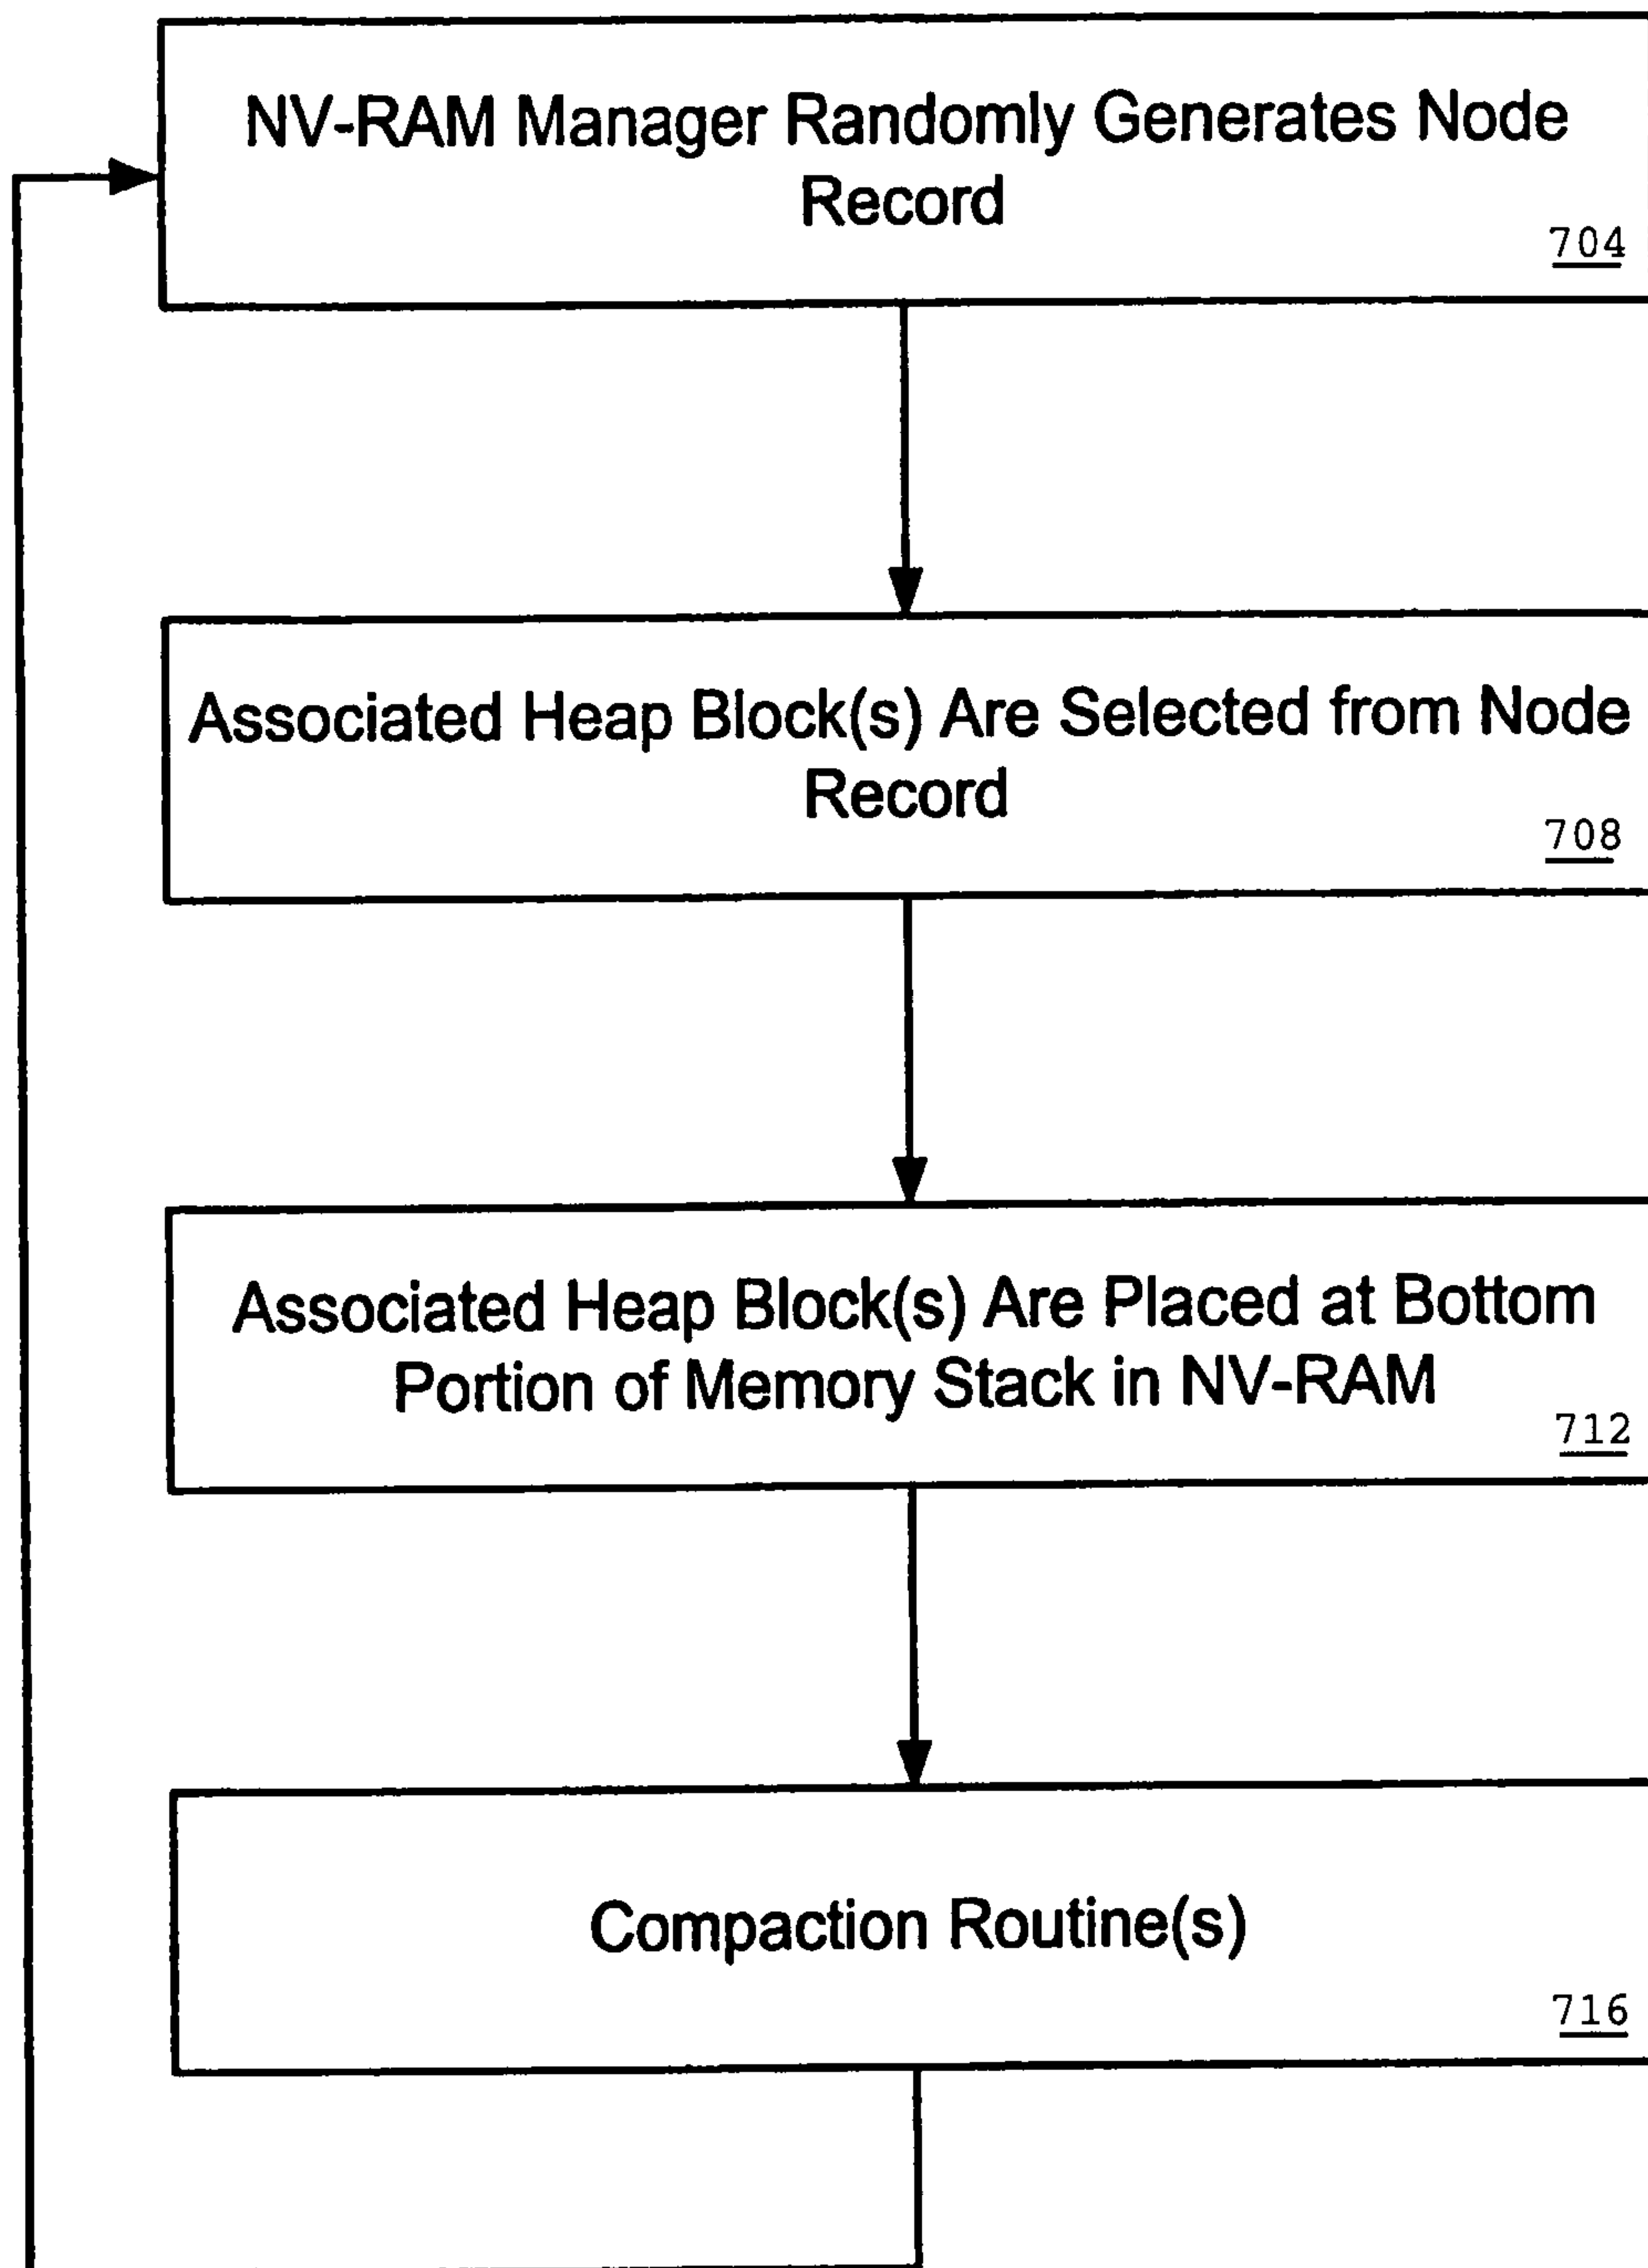 NV-RAM Manager Randomly Generates Node
Record
704
Associated Heap Block(s) Are Selected from Node
Record
708
Associated Heap Block(s) Are Placed at Bottom
Portion of Memory Stack in NV-RAM
712
Compaction Routine(s)
716